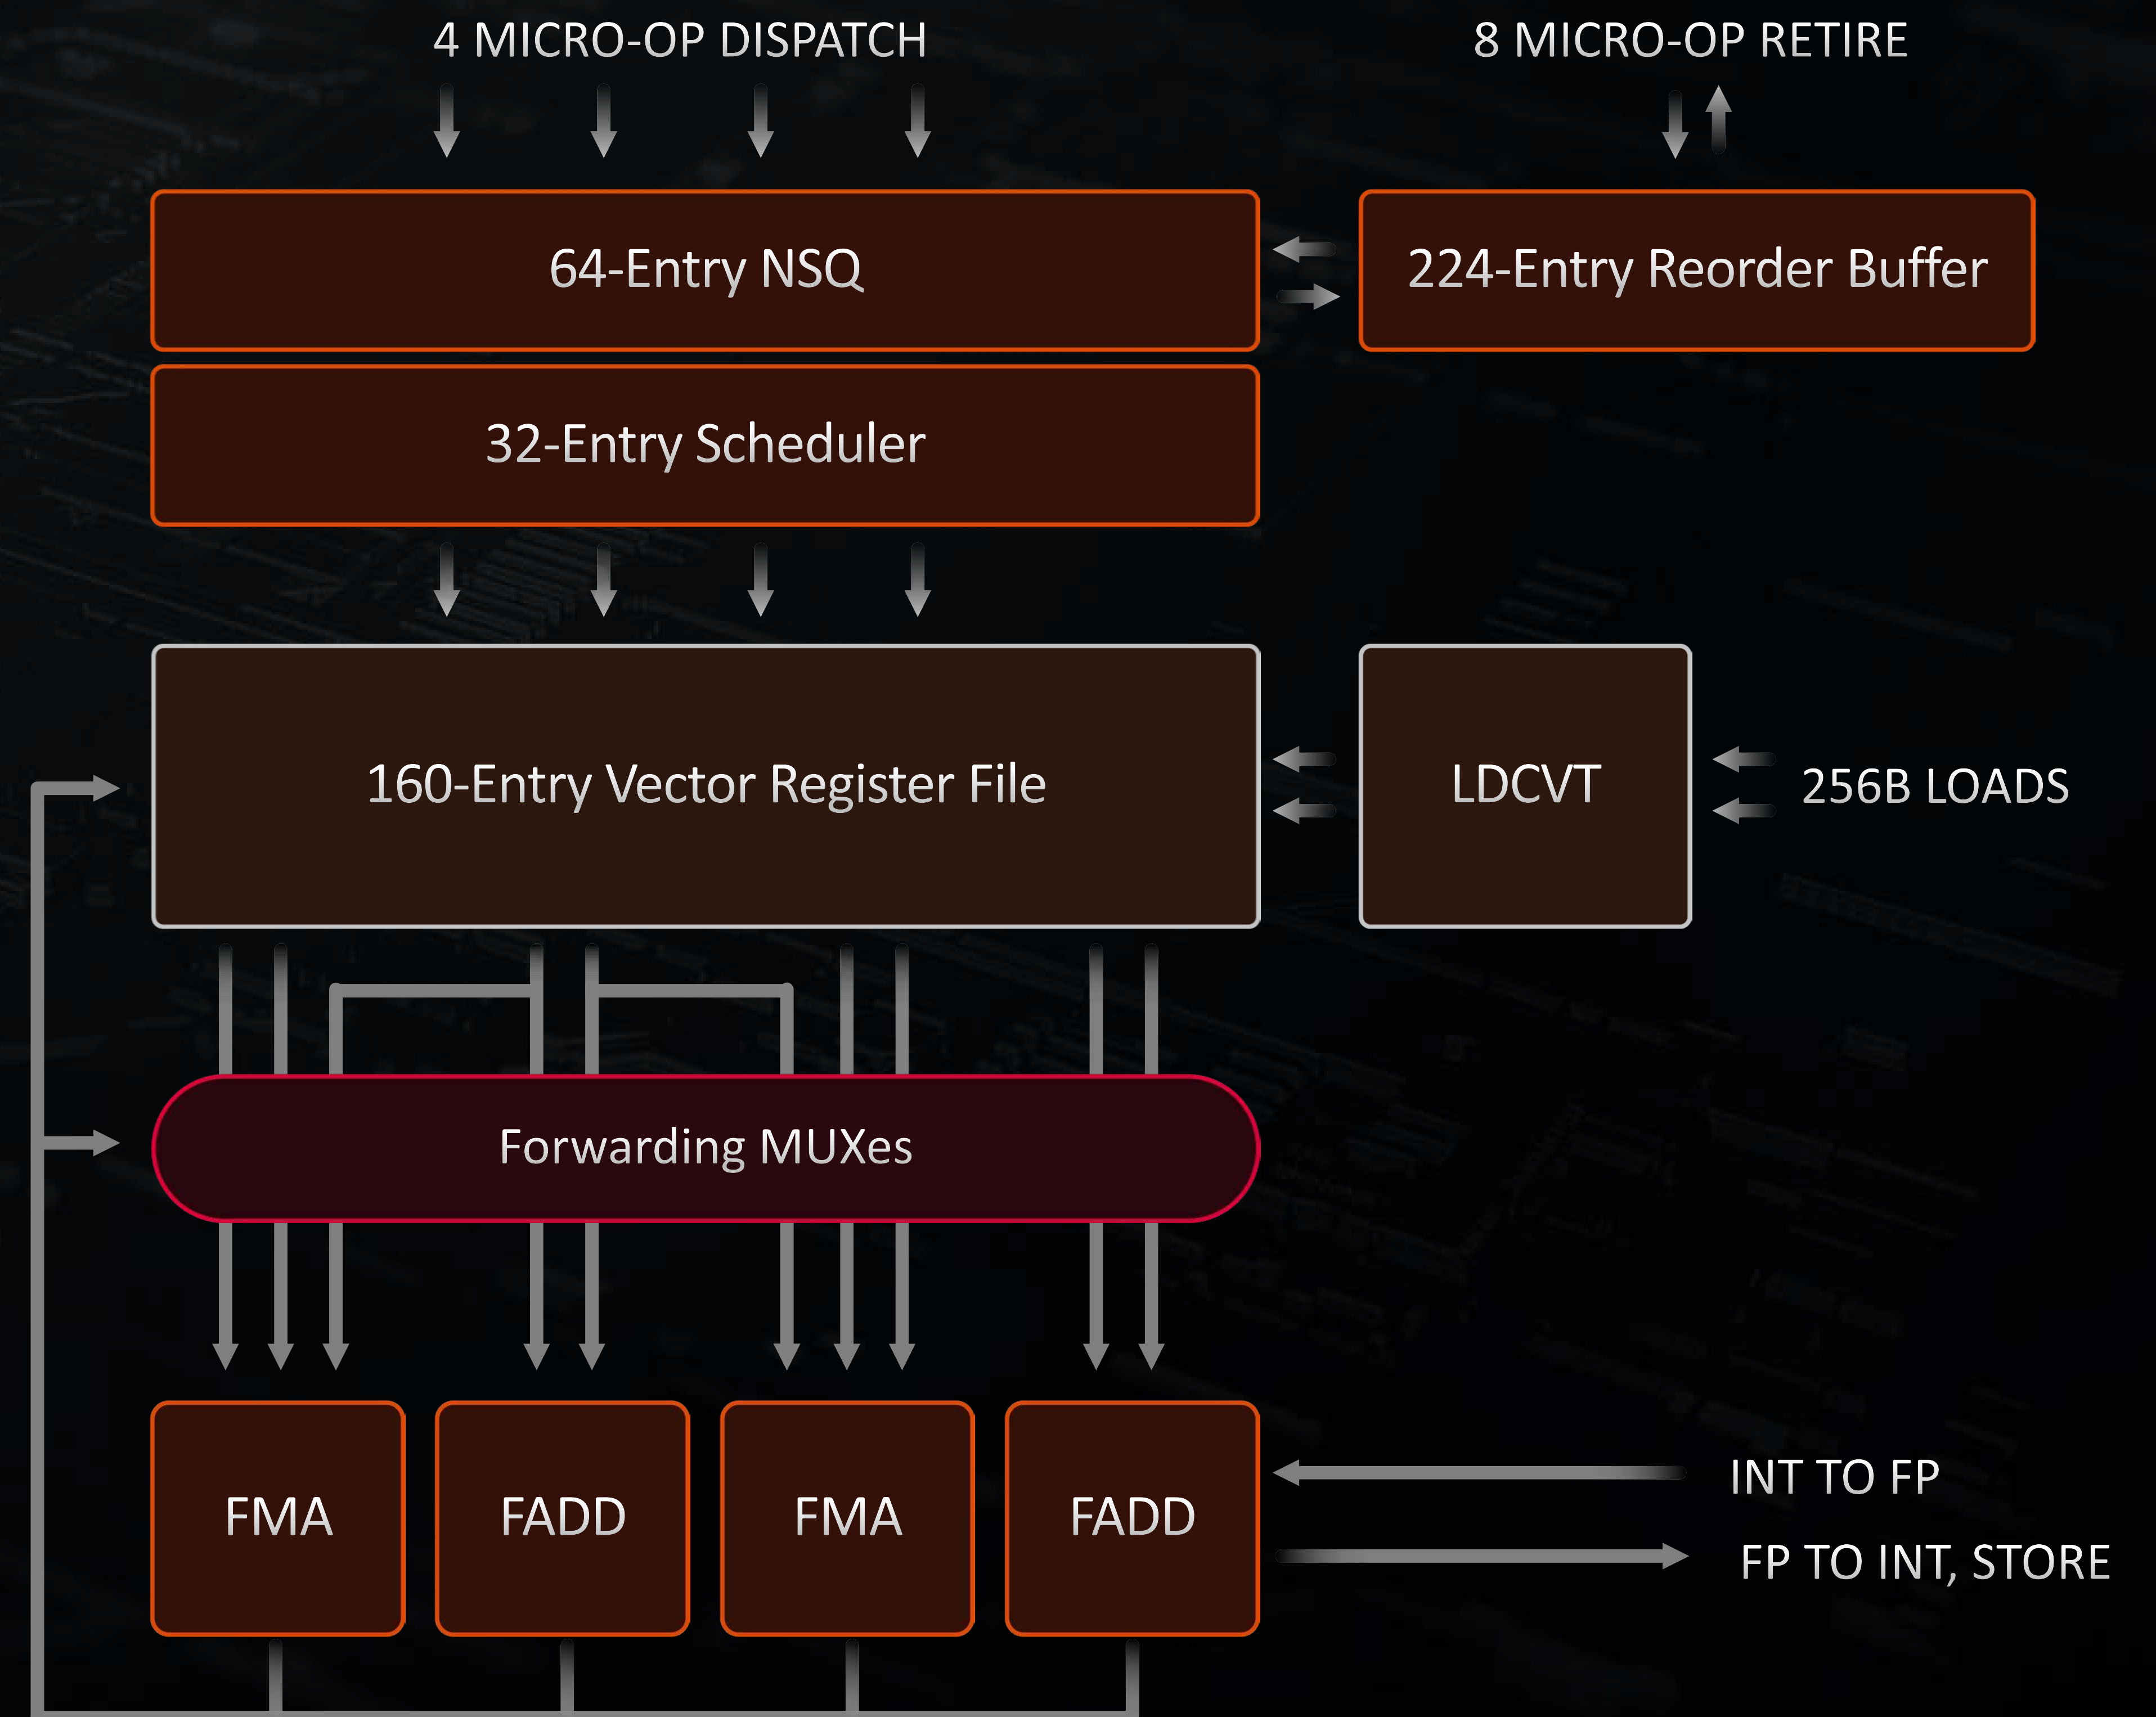 4 MICRO-OP DISPATCH
8 MICRO-OP RETIRE
64-Entry NSQ
224-Entry Reorder Buffer
32-Entry Scheduler
160-Entry Vector Register File
LDCVT
256B LOADS
Forwarding MUXes
FMA
FADD
FMA
FADD
INT TO FP
FP TO INT, STORE